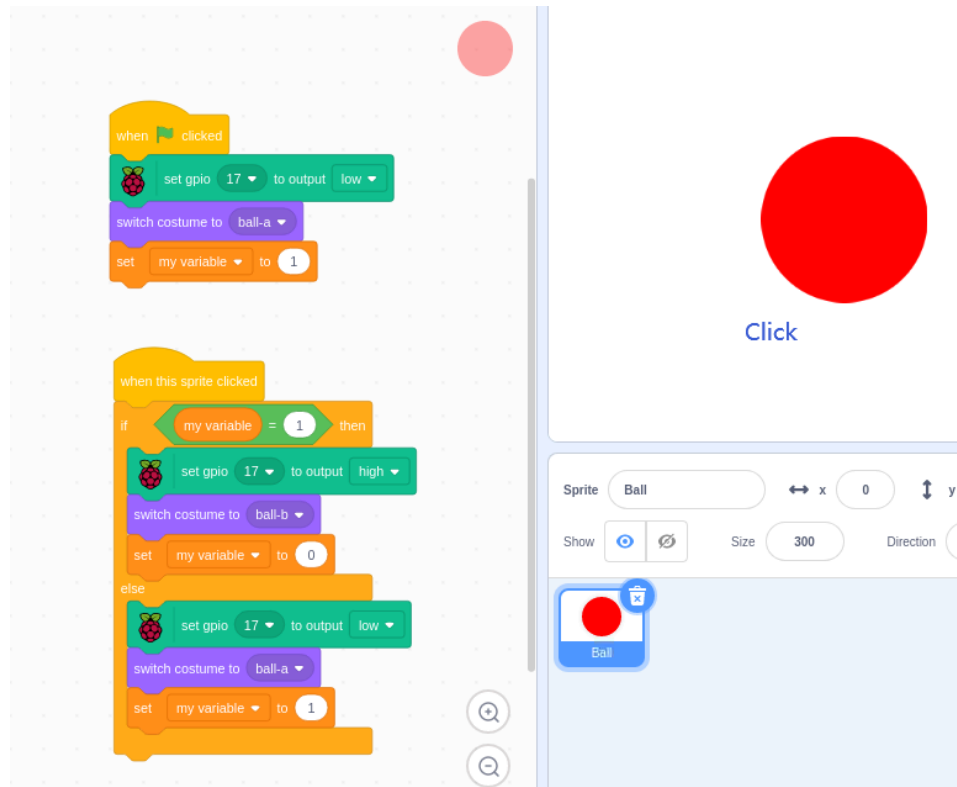 when clicked
set gpio 17 to output low
switch costume to ball-a
set my variable to 1
when this sprite clicked
if my variable = 1 then
set gpio 17 to output high
switch costume to ball-b
set my variable to 0
else
set gpio 17 to output low
switch costume to ball-a
set my variable to 1
Click
Sprite Ball x 0 y
Show Size 300 Direction
Ball